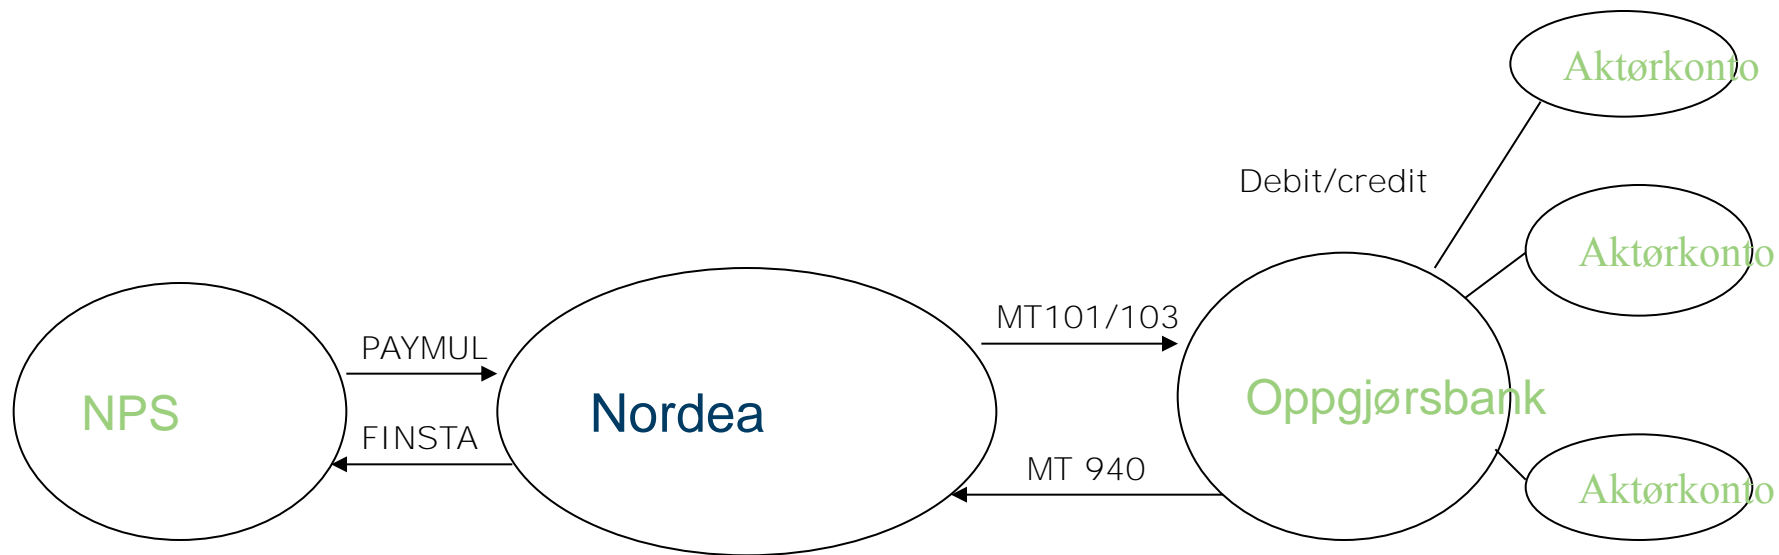 Aktørkonto
Debit/credit
Aktørkonto
MT101/103
PAYMUL
NPS
Nordea
Oppgjørsbank
FINSTA
MT 940
Aktørkonto